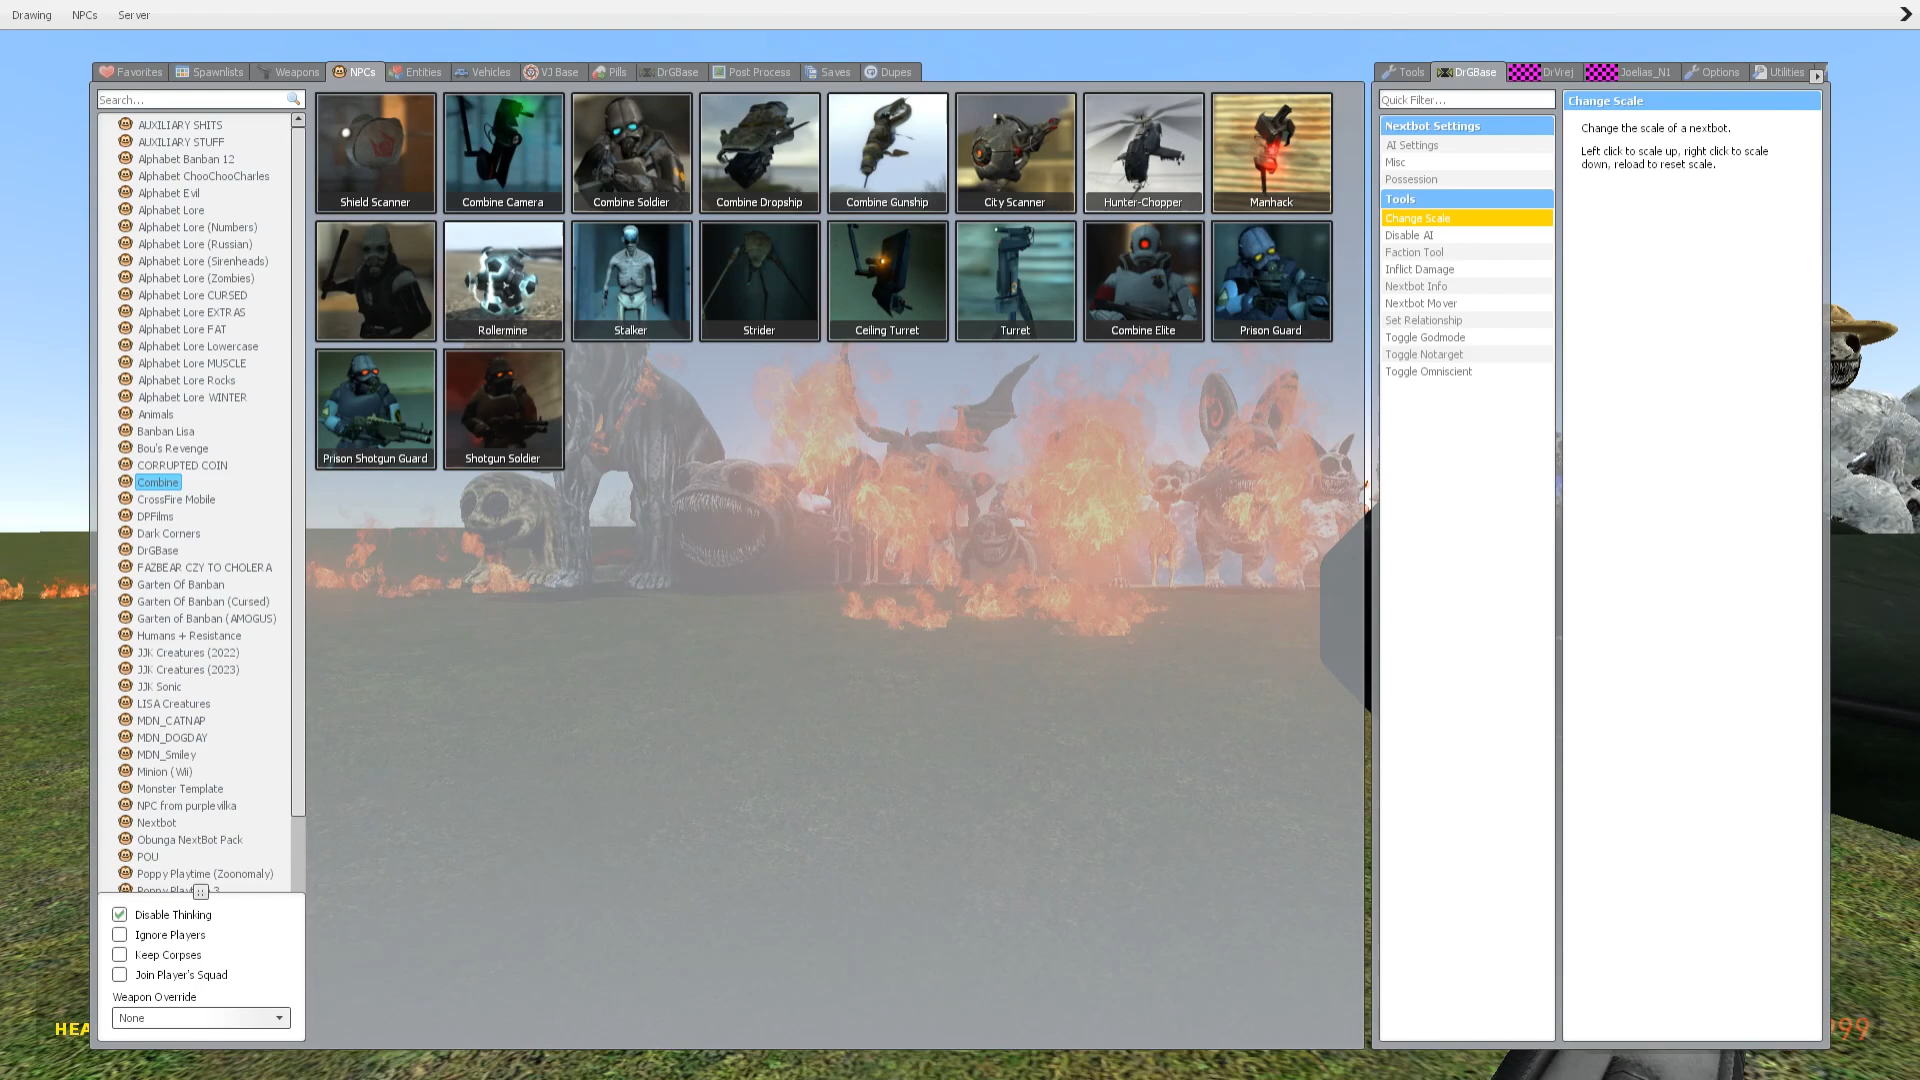 Drawing NPCs Server
Favorites Spawnlists Weapons NPCs Entities Vehicles VJ Base Pills DrGBase Post Process Saves Dupes
Search...
AUXILIARY SHITS
AUXILIARY STUFF
Alphabet Banban 12
Alphabet ChooChooCharles
Alphabet Evil
Alphabet Lore
Alphabet Lore (Numbers)
Alphabet Lore (Russian)
Alphabet Lore (Sirenheads)
Alphabet Lore (Zombies)
Alphabet Lore CURSED
Alphabet Lore EXTRAS
Alphabet Lore FAT
Alphabet Lore Lowercase
Alphabet Lore MUSCLE
Alphabet Lore Rocks
Alphabet Lore WINTER
Animals
Banban Lisa
Bou's Revenge
CORRUPTED COIN
Combine
CrossFire Mobile
DPFilms
Dark Corners
DrGBase
FAZBEAR CZY TO CHOLERA
Garten Of Banban
Garten Of Banban (Cursed)
Garten of Banban (AMOGUS)
Humans + Resistance
JJK Creatures (2022)
JJK Creatures (2023)
JJK Sonic
LISA Creatures
MDN_CATNAP
MDN_DOGDAY
MDN_Smiley
Minion (Wii)
Monster Template
NPC from purplevilka
Nextbot
Obunga NextBot Pack
POU
Poppy Playtime (Zoonomaly)
Disable Thinking
Ignore Players
Keep Corpses
Join Player's Squad
Weapon Override
None
Shield Scanner Combine Camera Combine Soldier Combine Dropship Combine Gunship City Scanner Hunter-Chopper Manhack
Rollermine Stalker Strider Ceiling Turret Turret Combine Elite Prison Guard
Prison Shotgun Guard Shotgun Soldier
Tools DrGBase DrVrej Joelias_N1 Options Utilities
Quick Filter...
Nextbot Settings
AI Settings
Misc
Possession
Tools
Change Scale
Disable AI
Faction Tool
Inflict Damage
Nextbot Info
Nextbot Mover
Set Relationship
Toggle Godmode
Toggle Notarget
Toggle Omniscient
Change Scale
Change the scale of a nextbot.
Left click to scale up, right click to scale
down, reload to reset scale.
HEA
99